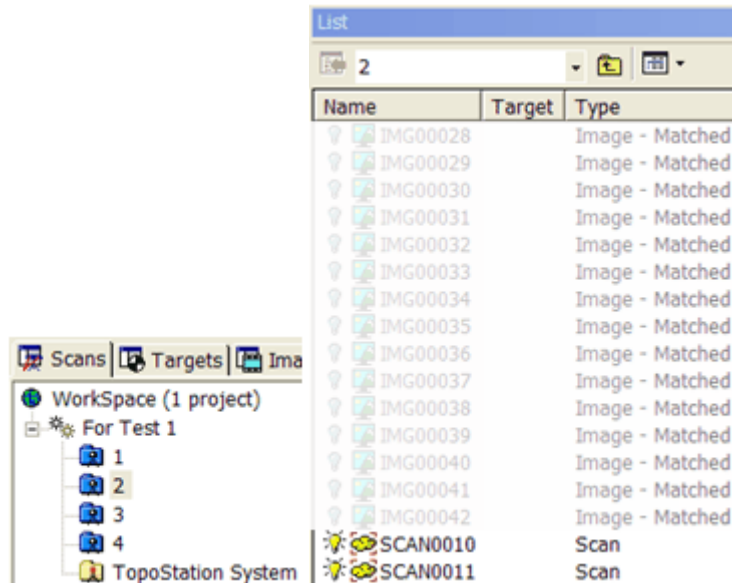 List
2
Name Target Type
IMG00028 Image - Matched
IMG00029 Image - Matched
IMG00030 Image - Matched
IMG00031 Image - Matched
IMG00032 Image - Matched
IMG00033 Image - Matched
IMG00034 Image - Matched
IMG00035 Image - Matched
IMG00036 Image - Matched
IMG00037 Image - Matched
IMG00038 Image - Matched
IMG00039 Image - Matched
IMG00040 Image - Matched
IMG00041 Image - Matched
IMG00042 Image - Matched
SCAN0010 Scan
SCAN0011 Scan
Scans Targets Ima
WorkSpace (1 project)
For Test 1
1
2
3
4
TopoStation System